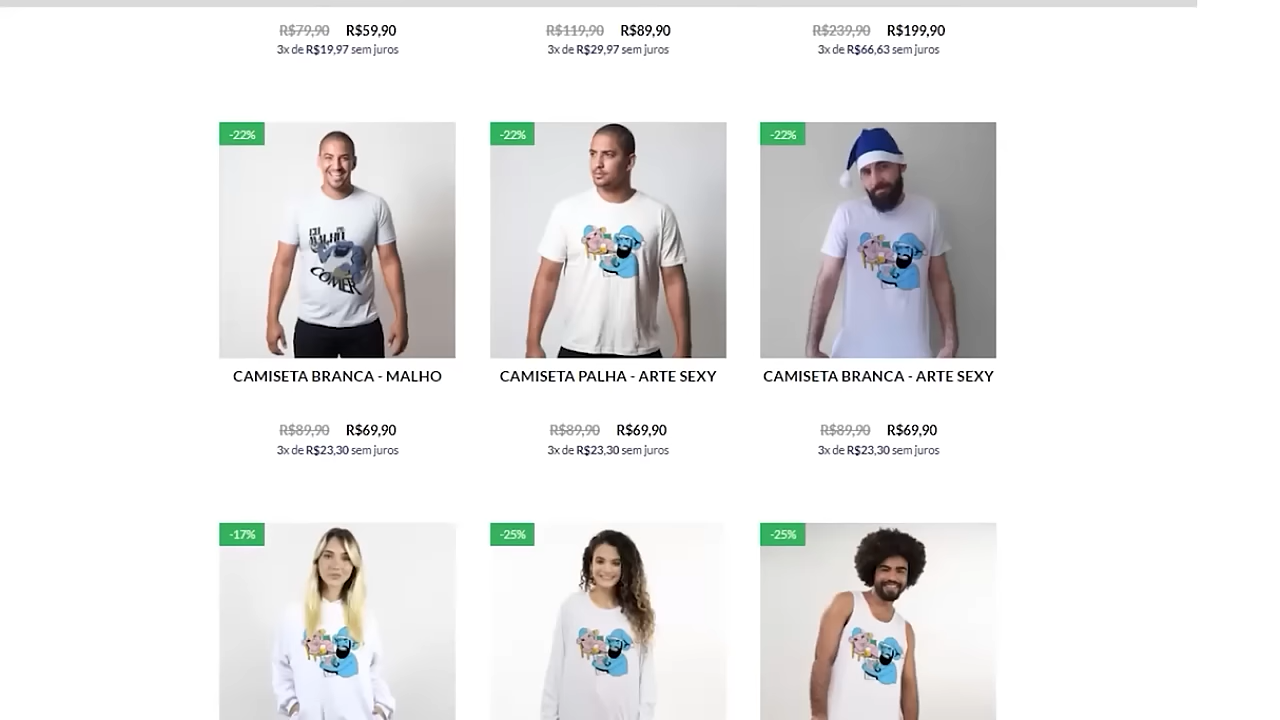 R$79,90 R$59,90
3x de R$19,97 sem juros
R$119,90 R$89,90
3x de R$29,97 sem juros
R$239,90 R$199,90
3x de R$66,63 sem juros
-22%
MALHO
COMER
CAMISETA BRANCA - MALHO
R$89,90 R$69,90
3x de R$23,30 sem juros
-22%
CAMISETA PALHA - ARTE SEXY
R$89,90 R$69,90
3x de R$23,30 sem juros
-22%
CAMISETA BRANCA - ARTE SEXY
R$89,90 R$69,90
3x de R$23,30 sem juros
-17%
-25%
-25%